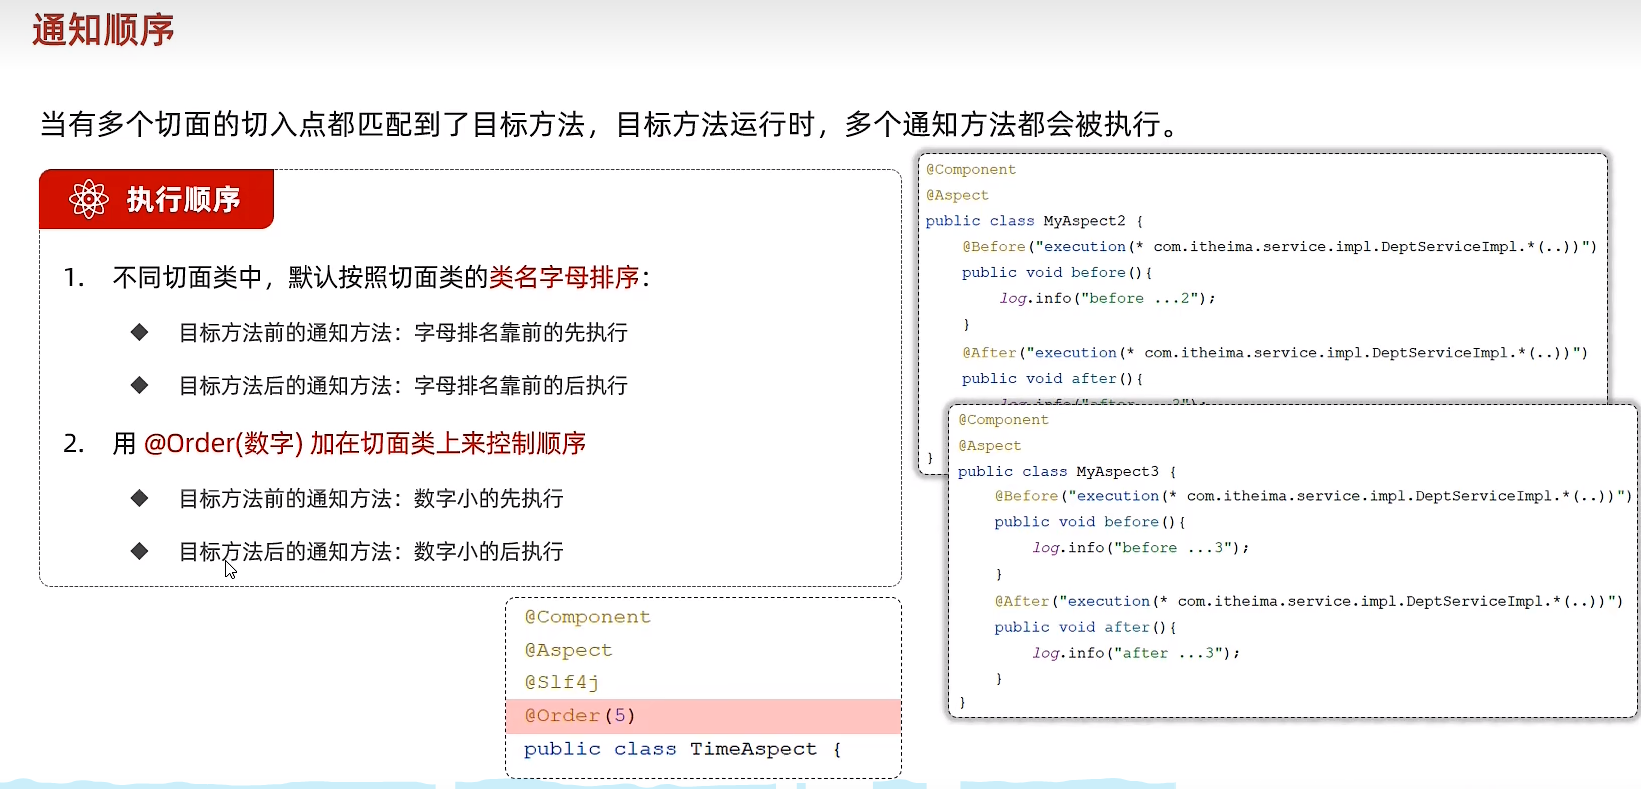 通知顺序
当有多个切面的切入点都匹配到了目标方法，目标方法运行时，多个通知方法都会被执行。
执行顺序
1. 不同切面类中，默认按照切面类的类名字母排序：
◆ 目标方法前的通知方法：字母排名靠前的先执行
◆ 目标方法后的通知方法：字母排名靠前的后执行
2. 用 @Order(数字) 加在切面类上来控制顺序
◆ 目标方法前的通知方法：数字小的先执行
◆ 目标方法后的通知方法：数字小的后执行
@Component
@Aspect
@Slf4j
@Order(5)
public class TimeAspect {
@Component
@Aspect
public class MyAspect2 {
@Before("execution(* com.itheima.service.impl.DeptServiceImpl.*(..))")
public void before(){
log.info("before ...2");
}
@After("execution(* com.itheima.service.impl.DeptServiceImpl.*(..))")
public void after(){
log.info("after ...2");
}
@Component
@Aspect
public class MyAspect3 {
@Before("execution(* com.itheima.service.impl.DeptServiceImpl.*(..))")
public void before(){
log.info("before ...3");
}
@After("execution(* com.itheima.service.impl.DeptServiceImpl.*(..))")
public void after(){
log.info("after ...3");
}
}